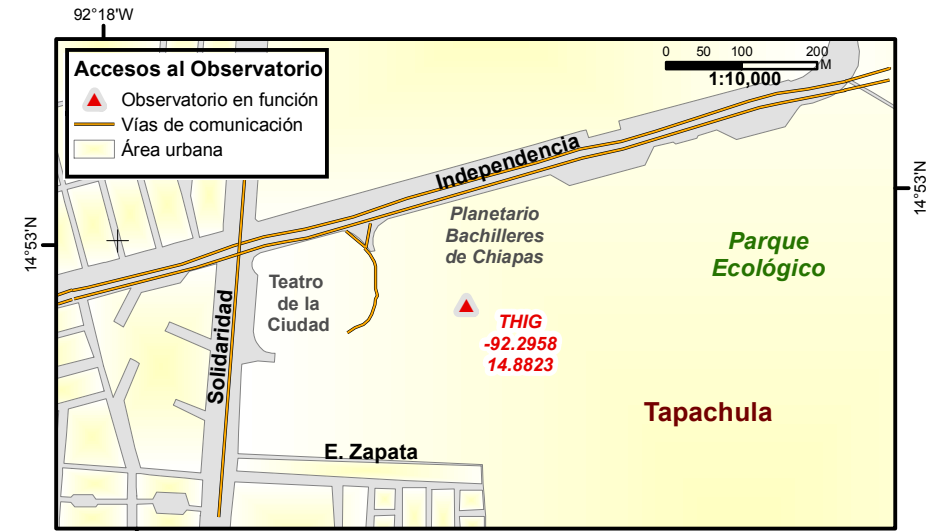 92°18'W
Accesos al Observatorio
Observatorio en función
Vías de comunicación
Área urbana
0 50 100 200
M
1:10,000
Independencia
14°53'N
14°53'N
Planetario
Bachilleres
de Chiapas
Parque
Ecológico
Teatro
de la
Ciudad
THIG
-92.2958
14.8823
Solidaridad
Tapachula
E. Zapata